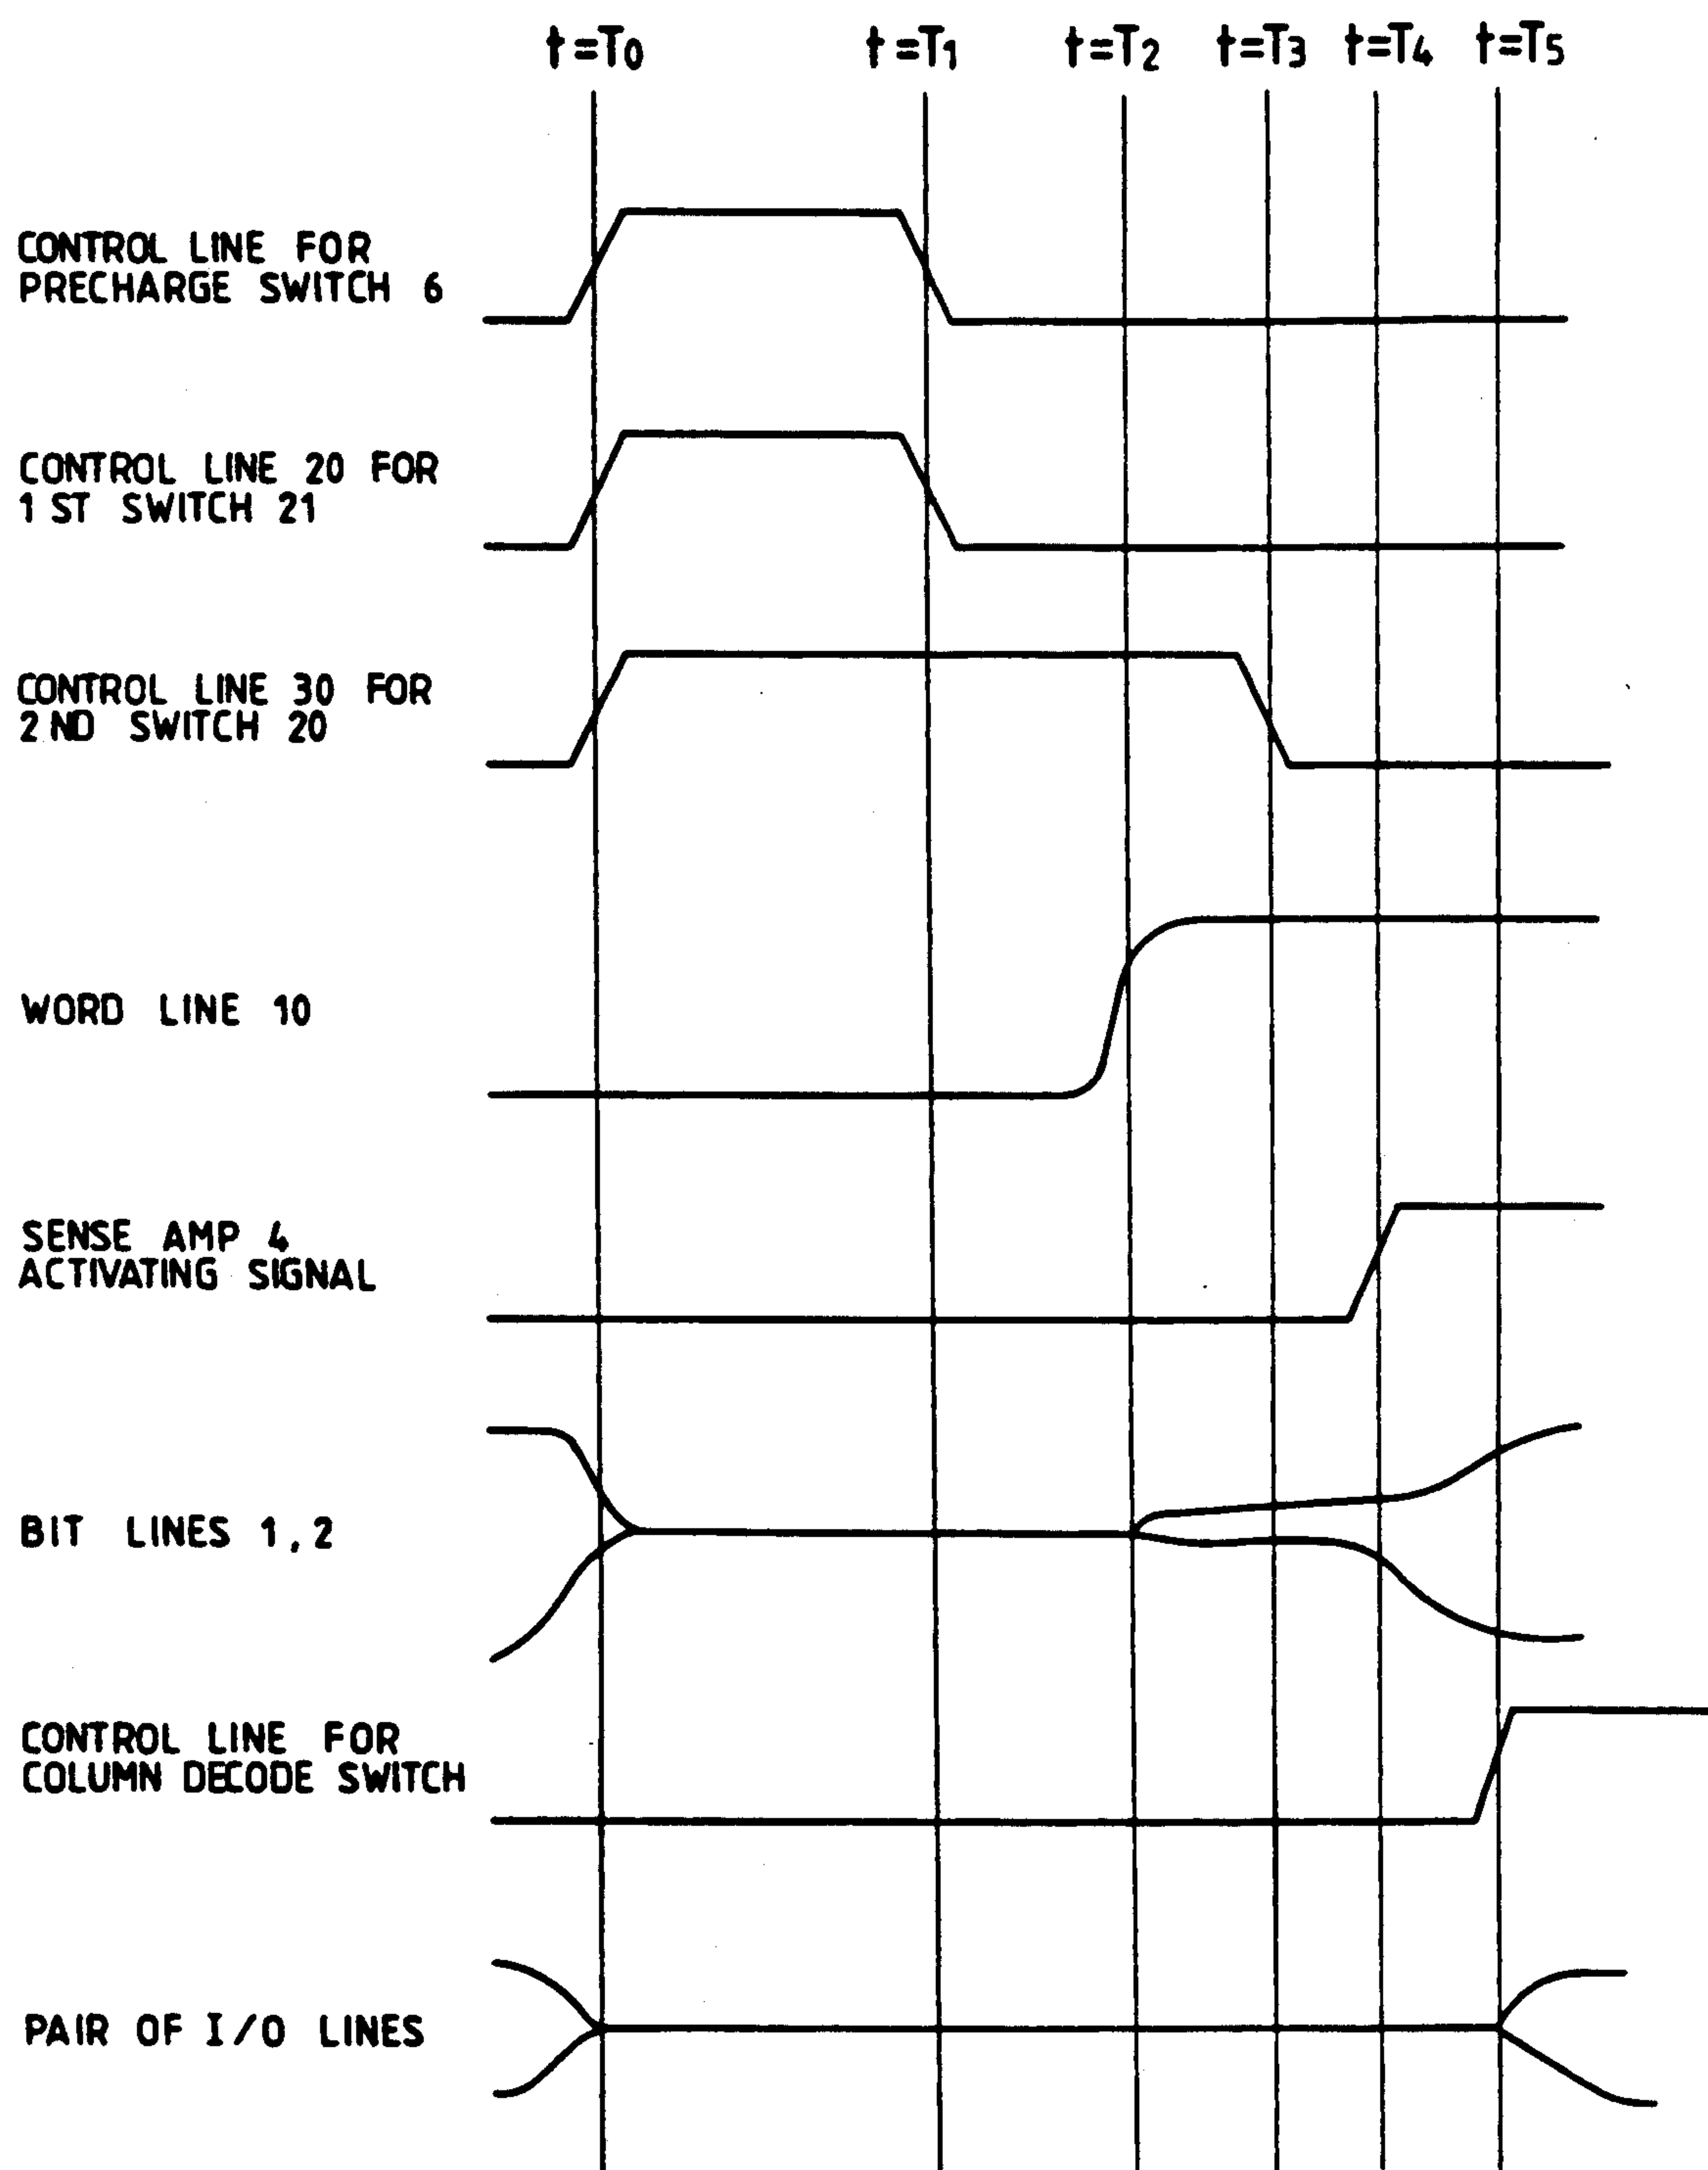 t=T0 t=T1 t=T2 t=T3 t=T4 t=T5
CONTROL LINE FOR
PRECHARGE SWITCH 6
CONTROL LINE 20 FOR
1 ST SWITCH 21
CONTROL LINE 30 FOR
2 ND SWITCH 20
WORD LINE 10
SENSE AMP 4
ACTIVATING SIGNAL
BIT LINES 1,2
CONTROL LINE FOR
COLUMN DECODE SWITCH
PAIR OF I/O LINES